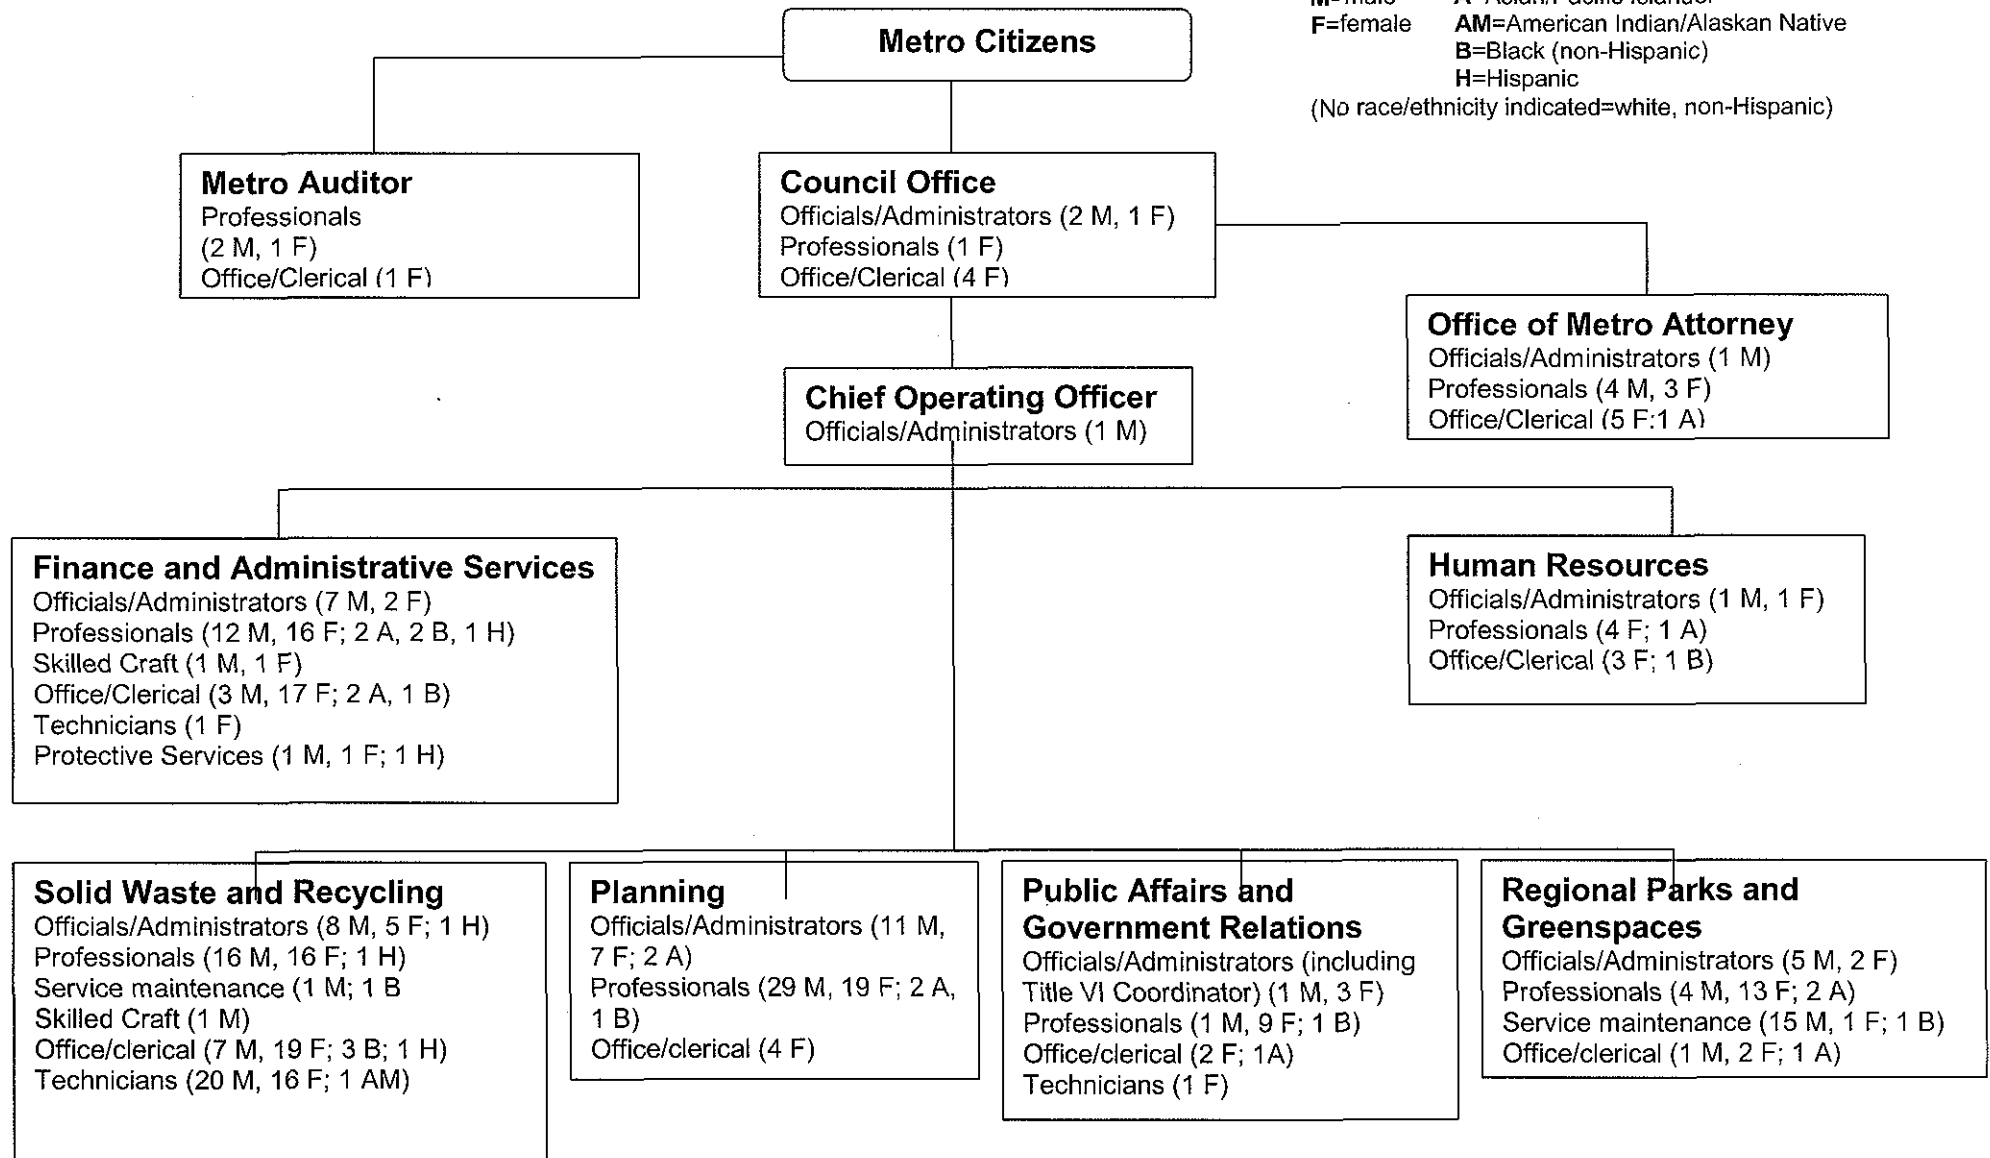 M=male A=Asian/Pacific Islander
F=female AM=American Indian/Alaskan Native
B=Black (non-Hispanic)
H=Hispanic
(No race/ethnicity indicated=white, non-Hispanic)
Metro Citizens
Metro Auditor
Professionals
(2 M, 1 F)
Office/Clerical (1 F)
Council Office
Officials/Administrators (2 M, 1 F)
Professionals (1 F)
Office/Clerical (4 F)
Office of Metro Attorney
Officials/Administrators (1 M)
Professionals (4 M, 3 F)
Office/Clerical (5 F:1 A)
Chief Operating Officer
Officials/Administrators (1 M)
Finance and Administrative Services
Officials/Administrators (7 M, 2 F)
Professionals (12 M, 16 F; 2 A, 2 B, 1 H)
Skilled Craft (1 M, 1 F)
Office/Clerical (3 M, 17 F; 2 A, 1 B)
Technicians (1 F)
Protective Services (1 M, 1 F; 1 H)
Human Resources
Officials/Administrators (1 M, 1 F)
Professionals (4 F; 1 A)
Office/Clerical (3 F; 1 B)
Solid Waste and Recycling
Officials/Administrators (8 M, 5 F; 1 H)
Professionals (16 M, 16 F; 1 H)
Service maintenance (1 M; 1 B
Skilled Craft (1 M)
Office/clerical (7 M, 19 F; 3 B; 1 H)
Technicians (20 M, 16 F; 1 AM)
Planning
Officials/Administrators (11 M,
7 F; 2 A)
Professionals (29 M, 19 F; 2 A,
1 B)
Office/clerical (4 F)
Public Affairs and
Government Relations
Officials/Administrators (including
Title VI Coordinator) (1 M, 3 F)
Professionals (1 M, 9 F; 1 B)
Office/clerical (2 F; 1A)
Technicians (1 F)
Regional Parks and
Greenspaces
Officials/Administrators (5 M, 2 F)
Professionals (4 M, 13 F; 2 A)
Service maintenance (15 M, 1 F; 1 B)
Office/clerical (1 M, 2 F; 1 A)